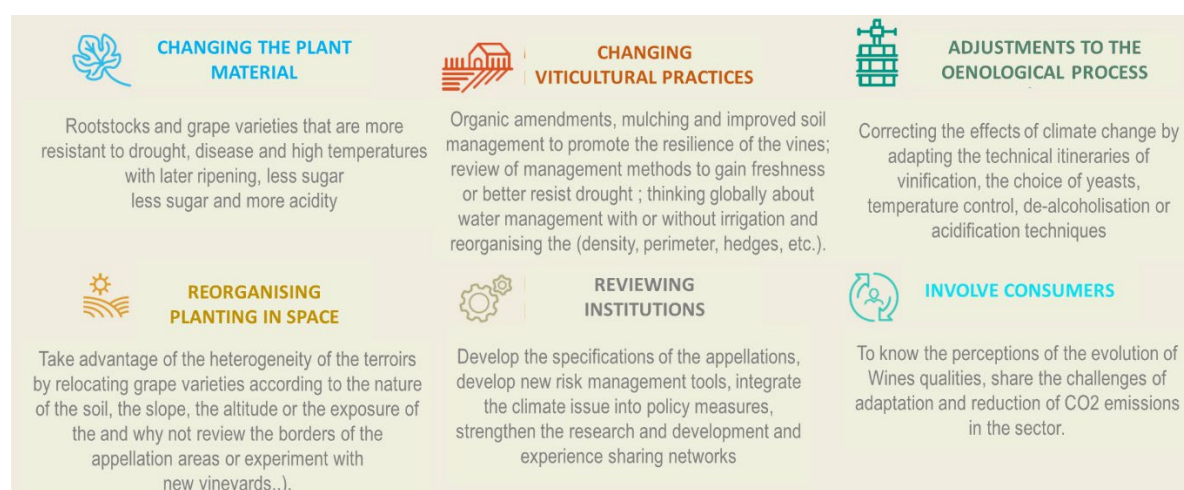 CHANGING THE PLANT
MATERIAL
Rootstocks and grape varieties that are more
resistant to drought, disease and high temperatures
with later ripening, less sugar
less sugar and more acidity
CHANGING
VITICULTURAL PRACTICES
Organic amendments, mulching and improved soil
management to promote the resilience of the vines;
review of management methods to gain freshness
or better resist drought ; thinking globally about
water management with or without irrigation and
reorganising the (density, perimeter, hedges, etc.).
ADJUSTMENTS TO THE
OENOLOGICAL PROCESS
Correcting the effects of climate change by
adapting the technical itineraries of
vinification, the choice of yeasts,
temperature control, de-alcoholisation or
acidification techniques
REORGANISING
PLANTING IN SPACE
Take advantage of the heterogeneity of the terroirs
by relocating grape varieties according to the nature
of the soil, the slope, the altitude or the exposure of
the and why not review the borders of the
appellation areas or experiment with
new vineyards..).
REVIEWING
INSTITUTIONS
Develop the specifications of the appellations,
develop new risk management tools, integrate
the climate issue into policy measures,
strengthen the research and development and
experience sharing networks
INVOLVE CONSUMERS
To know the perceptions of the evolution of
Wines qualities, share the challenges of
adaptation and reduction of CO2 emissions
in the sector.